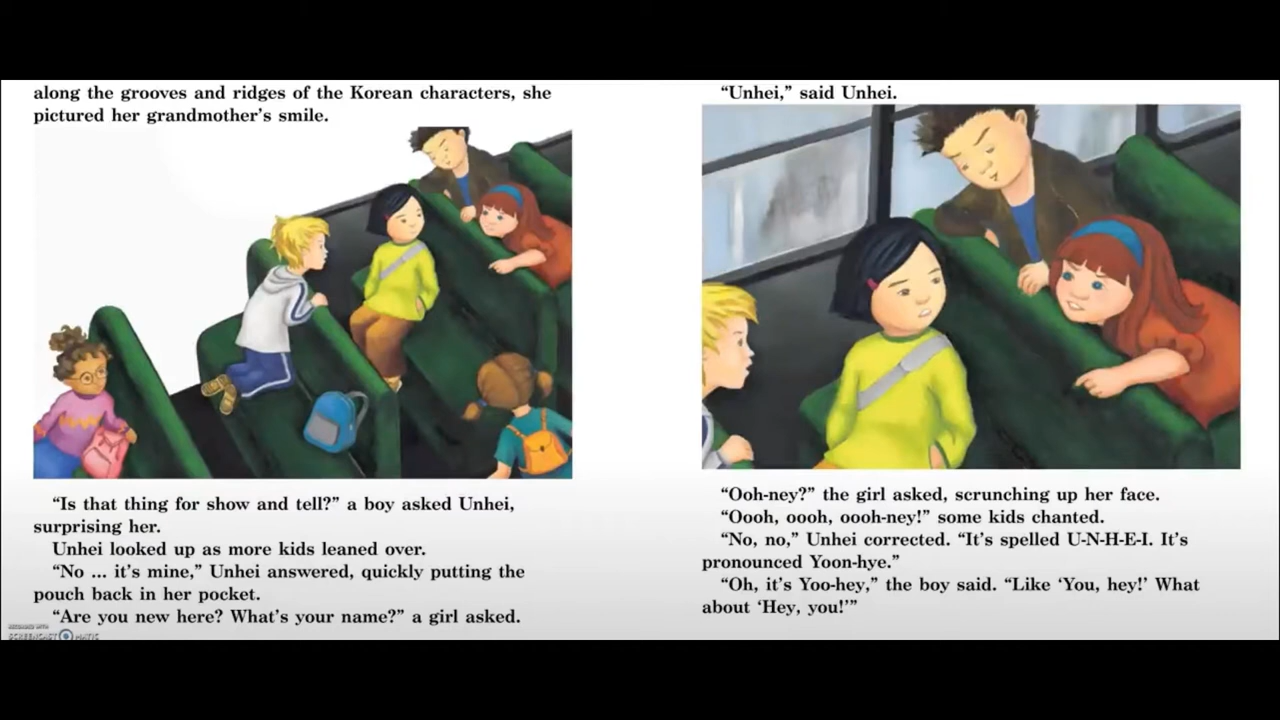 along the grooves and ridges of the Korean characters, she
pictured her grandmother's smile.
“Is that thing for show and tell?” a boy asked Unhei,
surprising her.
Unhei looked up as more kids leaned over.
“No ... it's mine,” Unhei answered, quickly putting the
pouch back in her pocket.
“Are you new here? What's your name?” a girl asked.
“Unhei,” said Unhei.
“Ooh-ney?” the girl asked, scrunching up her face.
“Oooh, oooh, oooh-ney!” some kids chanted.
“No, no,” Unhei corrected. “It's spelled U-N-H-E-I. It's
pronounced Yoon-hye.”
“Oh, it's Yoo-hey,” the boy said. “Like ‘You, hey!’ What
about ‘Hey, you!’”
RECORDED WITH
SCREENCAST MATIC